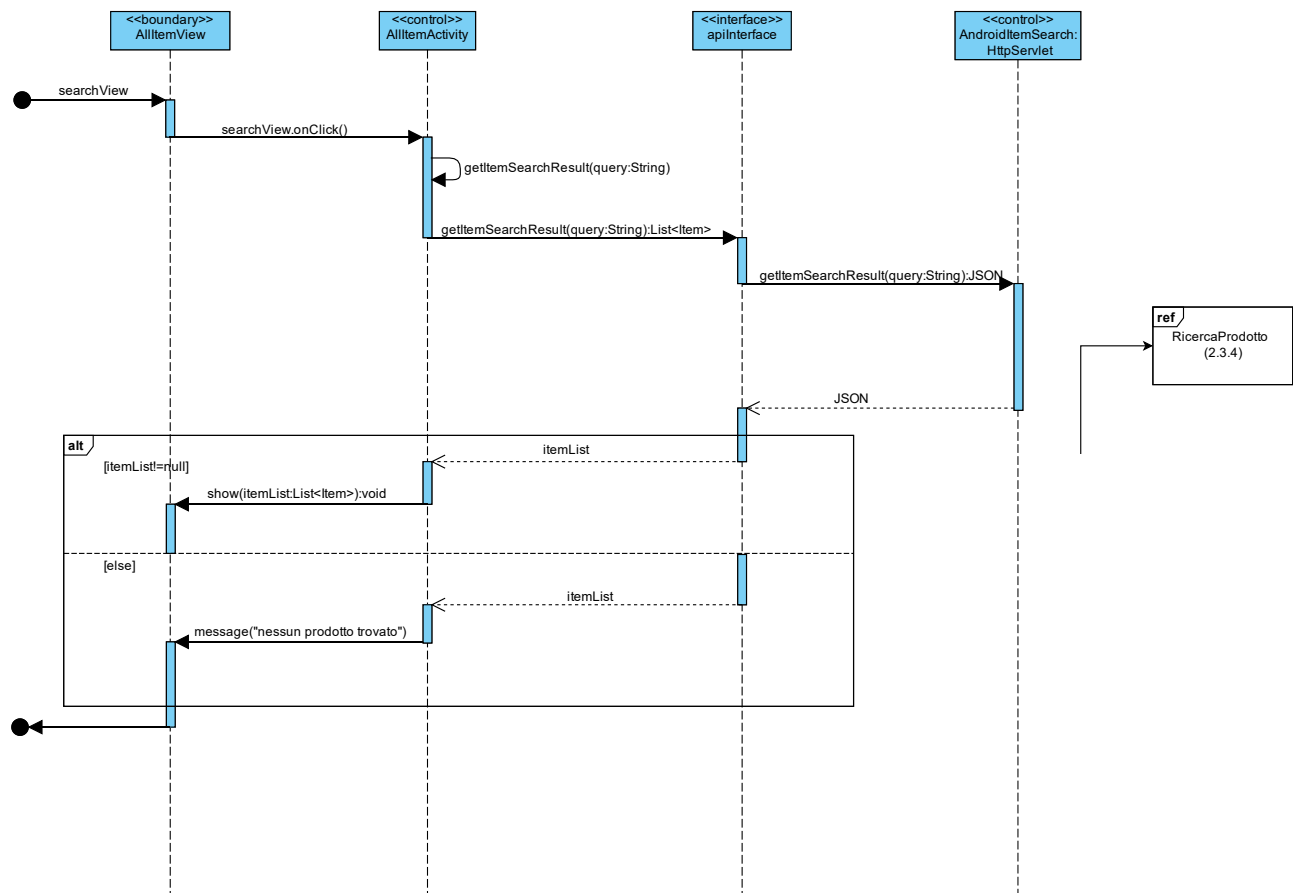 <<boundary>>
AllItemView
<<control>>
AllItemActivity
<<interface>>
apiInterface
<<control>>
AndroidItemSearch:
HttpServlet
searchView
searchView.onClick()
getItemSearchResult(query:String)
getItemSearchResult(query:String):List<Item>
getItemSearchResult(query:String):JSON
ref
RicercaProdotto
(2.3.4)
JSON
alt
[itemList!=null]
itemList
show(itemList:List<Item>):void
[else]
itemList
message("nessun prodotto trovato")